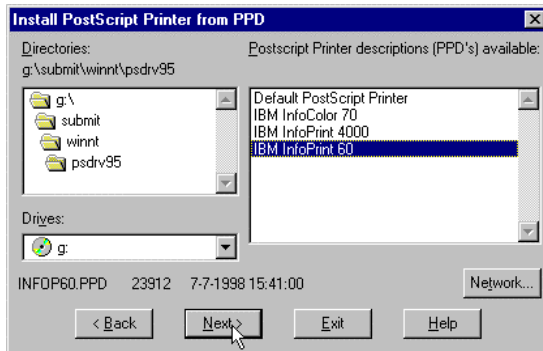 Install PostScript Printer from PPD
Directories:
g:\submit\winnt\psdrv95
Postscript Printer descriptions (PPD's) available:
g:\
submit
winnt
psdrv95
Default PostScript Printer
IBM InfoColor 70
IBM InfoPrint 4000
IBM InfoPrint 60
Drives:
g:
INFOP60.PPD 23912 7-7-1998 15:41:00
Network...
< Back
Next >
Exit
Help